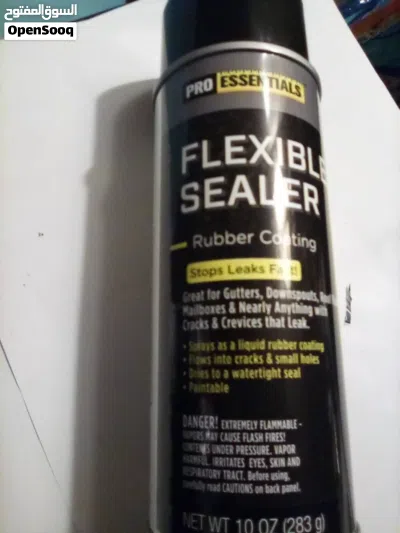 السوق المفتوح
OpenSooq
PRO ESSENTIALS
FLEXIBLE
SEALER
Rubber Coating
Stops Leaks Fast!
Great for Gutters, Downspouts,
Mailboxes & Nearly Anything with
Cracks & Crevices that Leak.
• Sprays as a liquid rubber coating
• Flows into cracks & small holes
• Dries to a watertight seal
• Paintable
DANGER! EXTREMELY FLAMMABLE -
VAPORS MAY CAUSE FLASH FIRES!
CONTENTS UNDER PRESSURE. VAPOR
HARMFUL. IRRITATES EYES, SKIN AND
RESPIRATORY TRACT. Before using,
carefully read CAUTIONS on back panel.
NET WT 10 OZ (283 g)